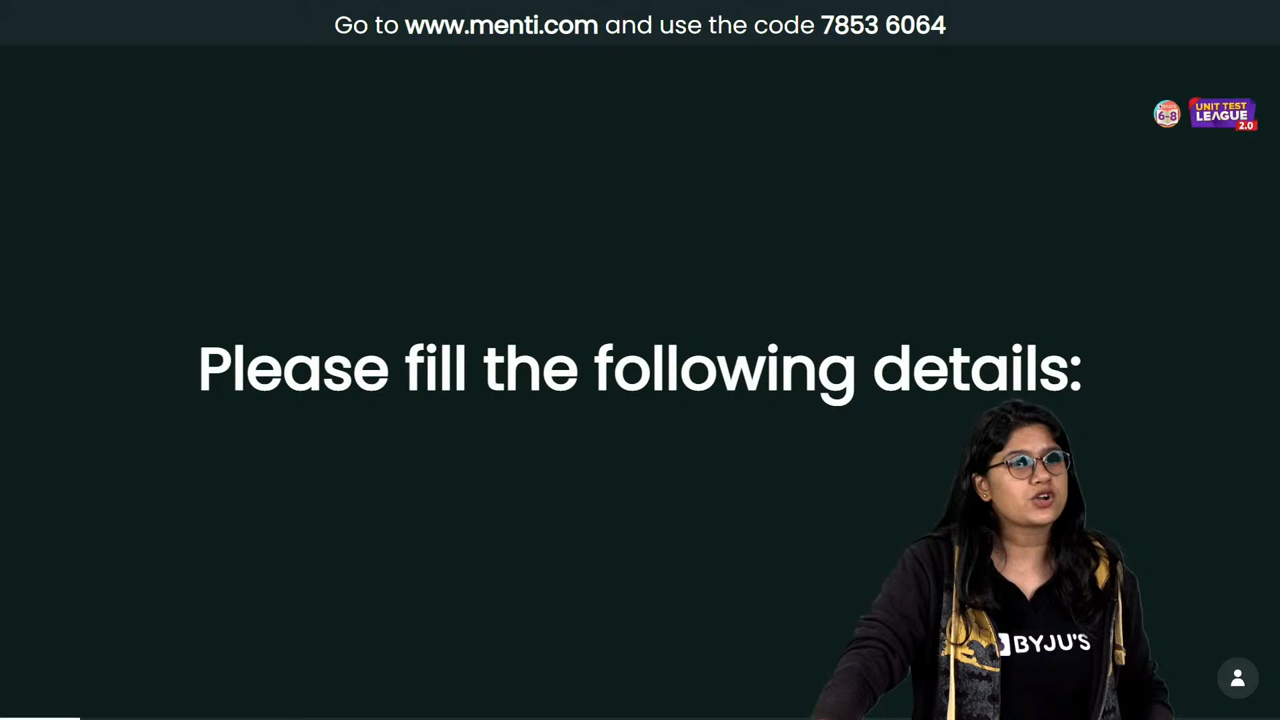 Go to www.menti.com and use the code 7853 6064
6-8
UNIT TEST
LEAGUE
2.0
Please fill the following details:
BYJU'S